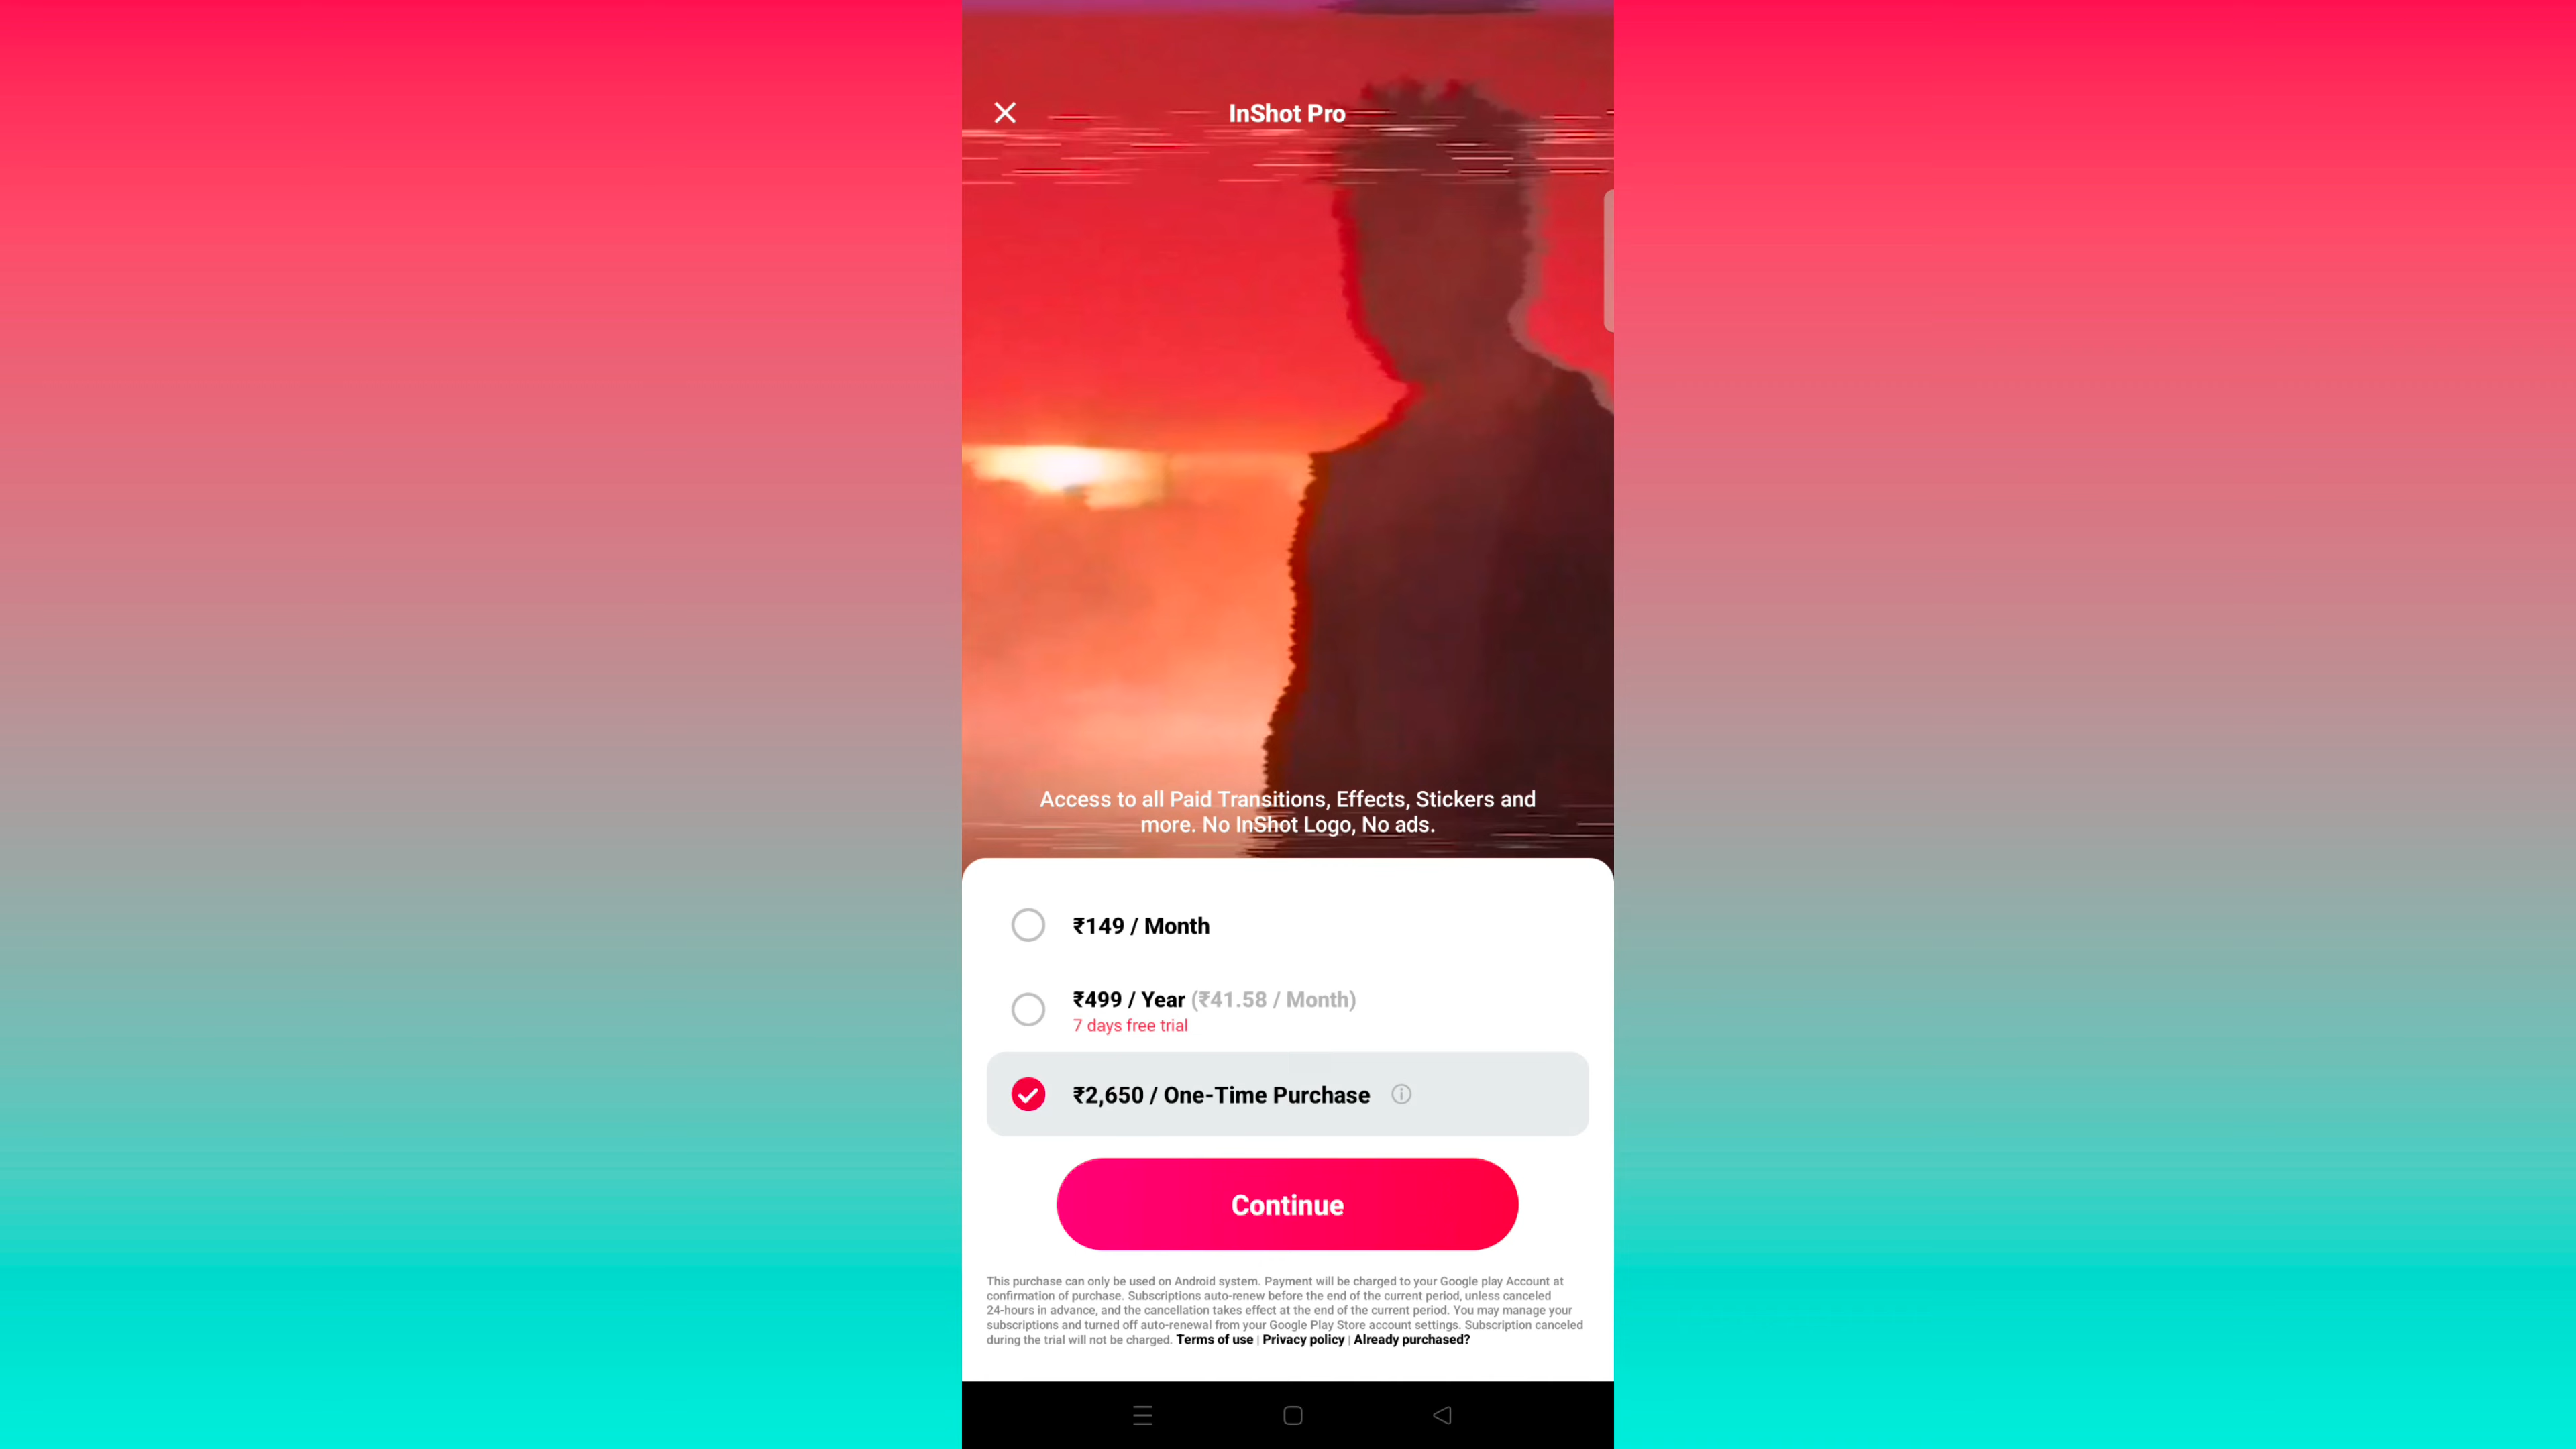 InShot Pro
Access to all Paid Transitions, Effects, Stickers and
more. No InShot Logo, No ads.
₹149 / Month
₹499 / Year (₹41.58 / Month)
7 days free trial
₹2,650 / One-Time Purchase
Continue
This purchase can only be used on Android system. Payment will be charged to your Google play Account at
confirmation of purchase. Subscriptions auto-renew before the end of the current period, unless canceled
24-hours in advance, and the cancellation takes effect at the end of the current period. You may manage your
subscriptions and turned off auto-renewal from your Google Play Store account settings. Subscription canceled
during the trial will not be charged. Terms of use | Privacy policy | Already purchased?